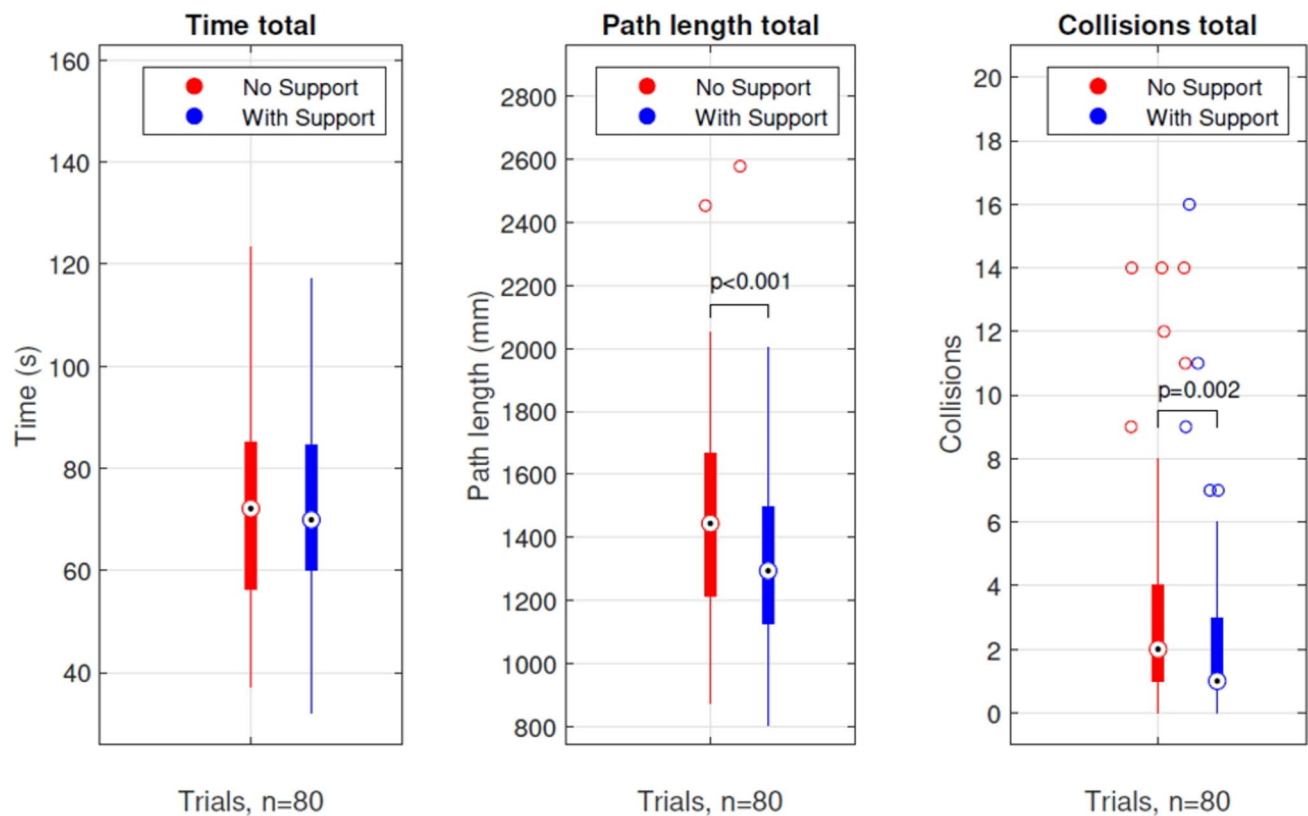 Time total
160
140
120
100
80
60
40
Time (s)
No Support
With Support
Trials, n=80
Path length total
2800
2600
2400
2200
2000
1800
1600
1400
1200
1000
800
Path length (mm)
No Support
With Support
p<0.001
Trials, n=80
Collisions total
20
18
16
14
12
10
8
6
4
2
0
Collisions
No Support
With Support
p=0.002
Trials, n=80